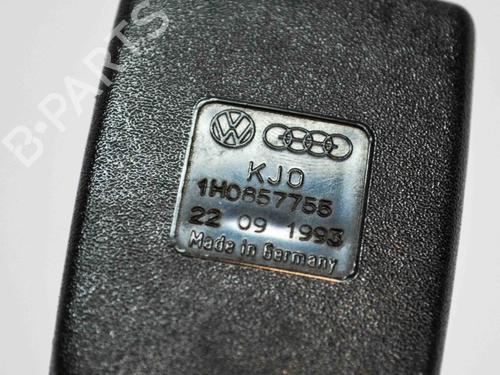 B-PARTS
KJO
1H0857755
22 09 1993
Made in Germany